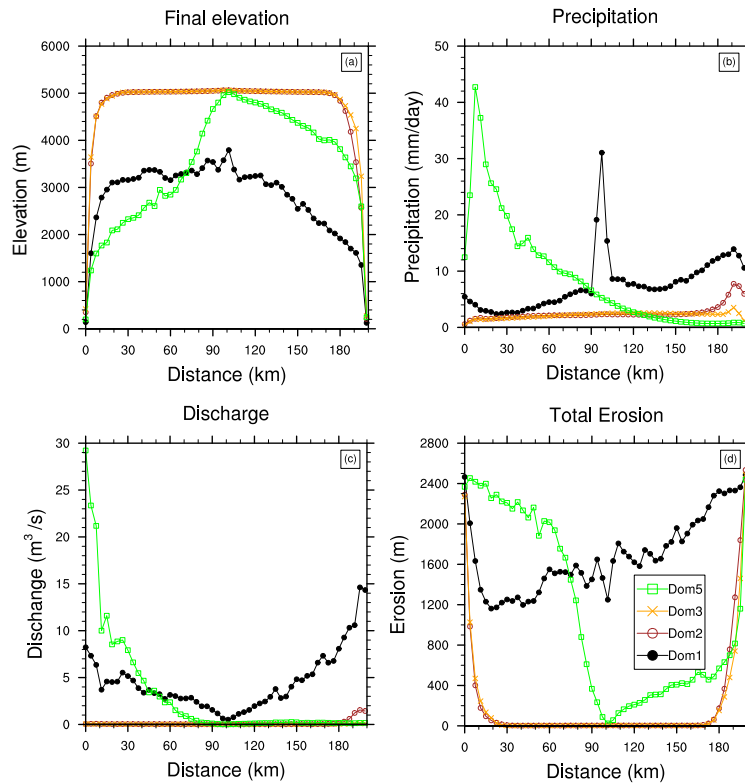 Final elevation
(a)
6000
5000
4000
3000
2000
1000
0
Elevation (m)
0 30 60 90 120 150 180
Distance (km)
Precipitation
(b)
50
40
30
20
10
0
Precipitation (mm/day)
0 30 60 90 120 150 180
Distance (km)
Discharge
(c)
30
25
20
15
10
5
0
Dischange (m³/s)
0 30 60 90 120 150 180
Distance (km)
Total Erosion
(d)
2800
2400
2000
1600
1200
800
400
0
Erosion (m)
Dom5
Dom3
Dom2
Dom1
0 30 60 90 120 150 180
Distance (km)